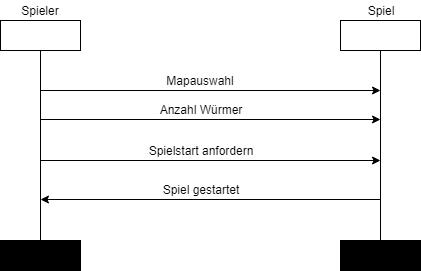 Spieler
Spiel
Mapauswahl
Anzahl Würmer
Spielstart anfordern
Spiel gestartet